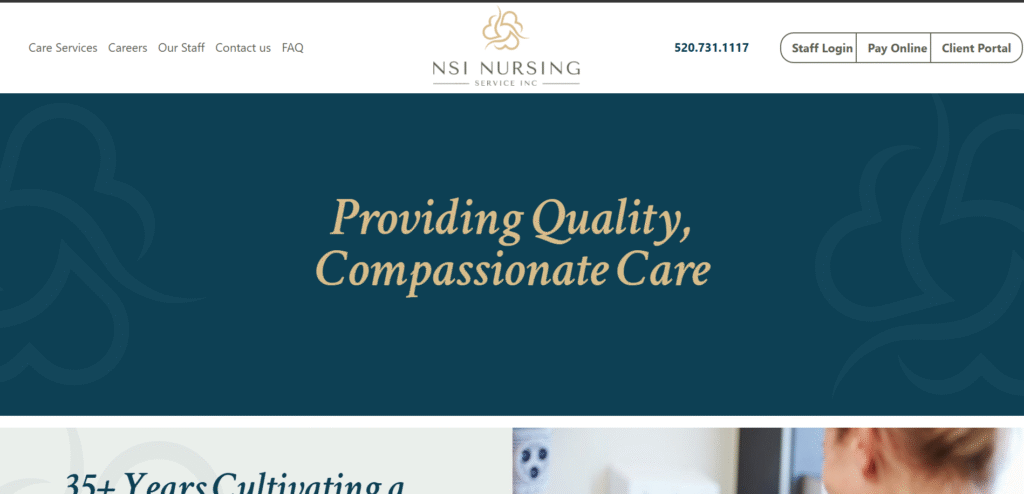 Care Services Careers Our Staff Contact us FAQ
NSI NURSING
SERVICE INC
520.731.1117
Staff Login Pay Online Client Portal
Providing Quality,
Compassionate Care
35+ Years Cultivating a